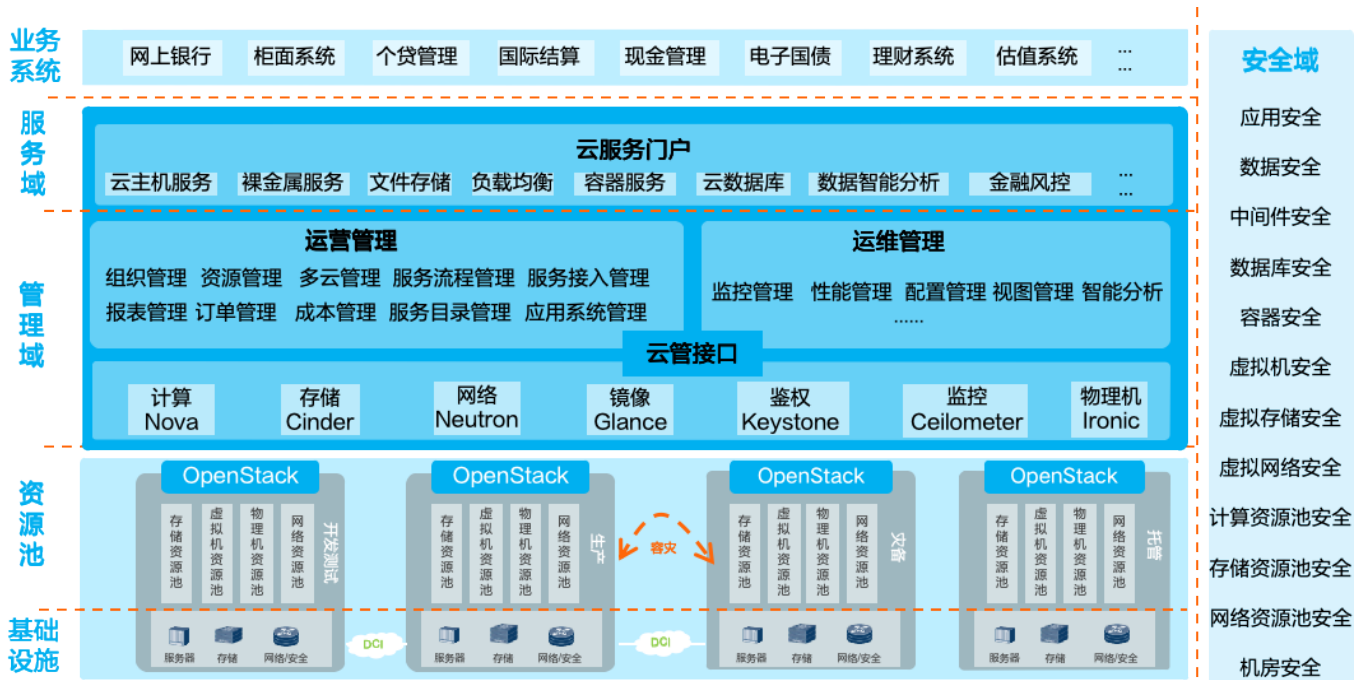 业务
系统
网上银行 柜面系统 个贷管理 国际结算 现金管理 电子国债 理财系统 估值系统 ... ...
服务域
云服务门户
云主机服务 裸金属服务 文件存储 负载均衡 容器服务 云数据库 数据智能分析 金融风控 ... ...
管理域
运营管理
组织管理 资源管理 多云管理 服务流程管理 服务接入管理
报表管理 订单管理 成本管理 服务目录管理 应用系统管理
运维管理
监控管理 性能管理 配置管理 视图管理 智能分析
......
云管接口
计算 存储 网络 镜像 鉴权 监控 物理机
Nova Cinder Neutron Glance Keystone Ceilometer Ironic
资源池
OpenStack
存储资源池
虚拟机资源池
物理机资源池
网络资源池
开发测试
OpenStack
存储资源池
虚拟机资源池
物理机资源池
网络资源池
生产
容灾
OpenStack
存储资源池
虚拟机资源池
物理机资源池
网络资源池
灾备
OpenStack
存储资源池
虚拟机资源池
物理机资源池
网络资源池
托管
基础
设施
服务器 存储 网络/安全
DCI
服务器 存储 网络/安全
DCI
服务器 存储 网络/安全
服务器 存储 网络/安全
安全域
应用安全
数据安全
中间件安全
数据库安全
容器安全
虚拟机安全
虚拟存储安全
虚拟网络安全
计算资源池安全
存储资源池安全
网络资源池安全
机房安全